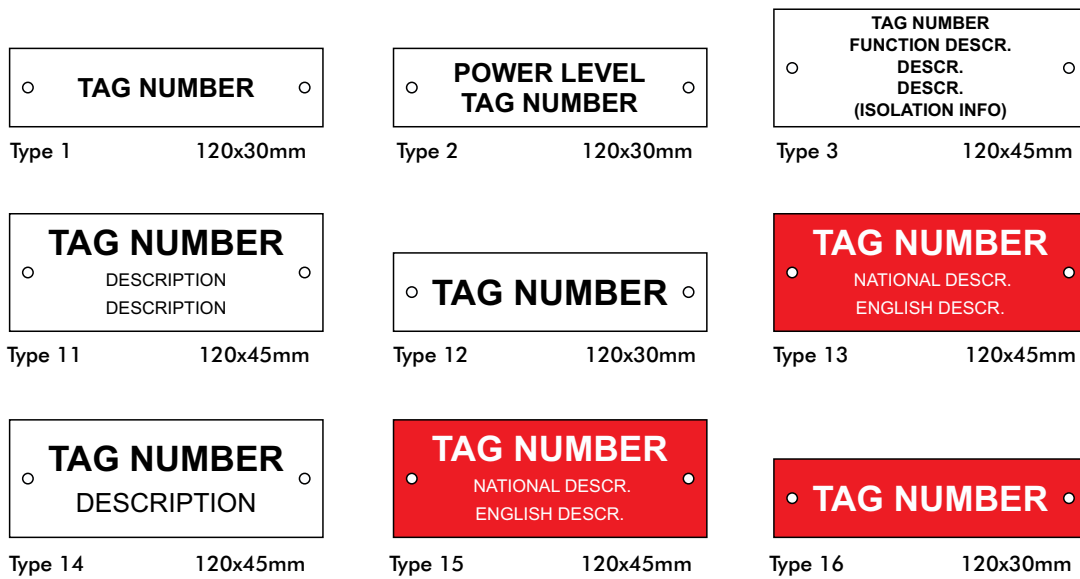 TAG NUMBER
Type 1 120x30mm
POWER LEVEL
TAG NUMBER
Type 2 120x30mm
TAG NUMBER
FUNCTION DESCR.
DESCR.
DESCR.
(ISOLATION INFO)
Type 3 120x45mm
TAG NUMBER
DESCRIPTION
DESCRIPTION
Type 11 120x45mm
TAG NUMBER
Type 12 120x30mm
TAG NUMBER
NATIONAL DESCR.
ENGLISH DESCR.
Type 13 120x45mm
TAG NUMBER
DESCRIPTION
Type 14 120x45mm
TAG NUMBER
NATIONAL DESCR.
ENGLISH DESCR.
Type 15 120x45mm
TAG NUMBER
Type 16 120x30mm